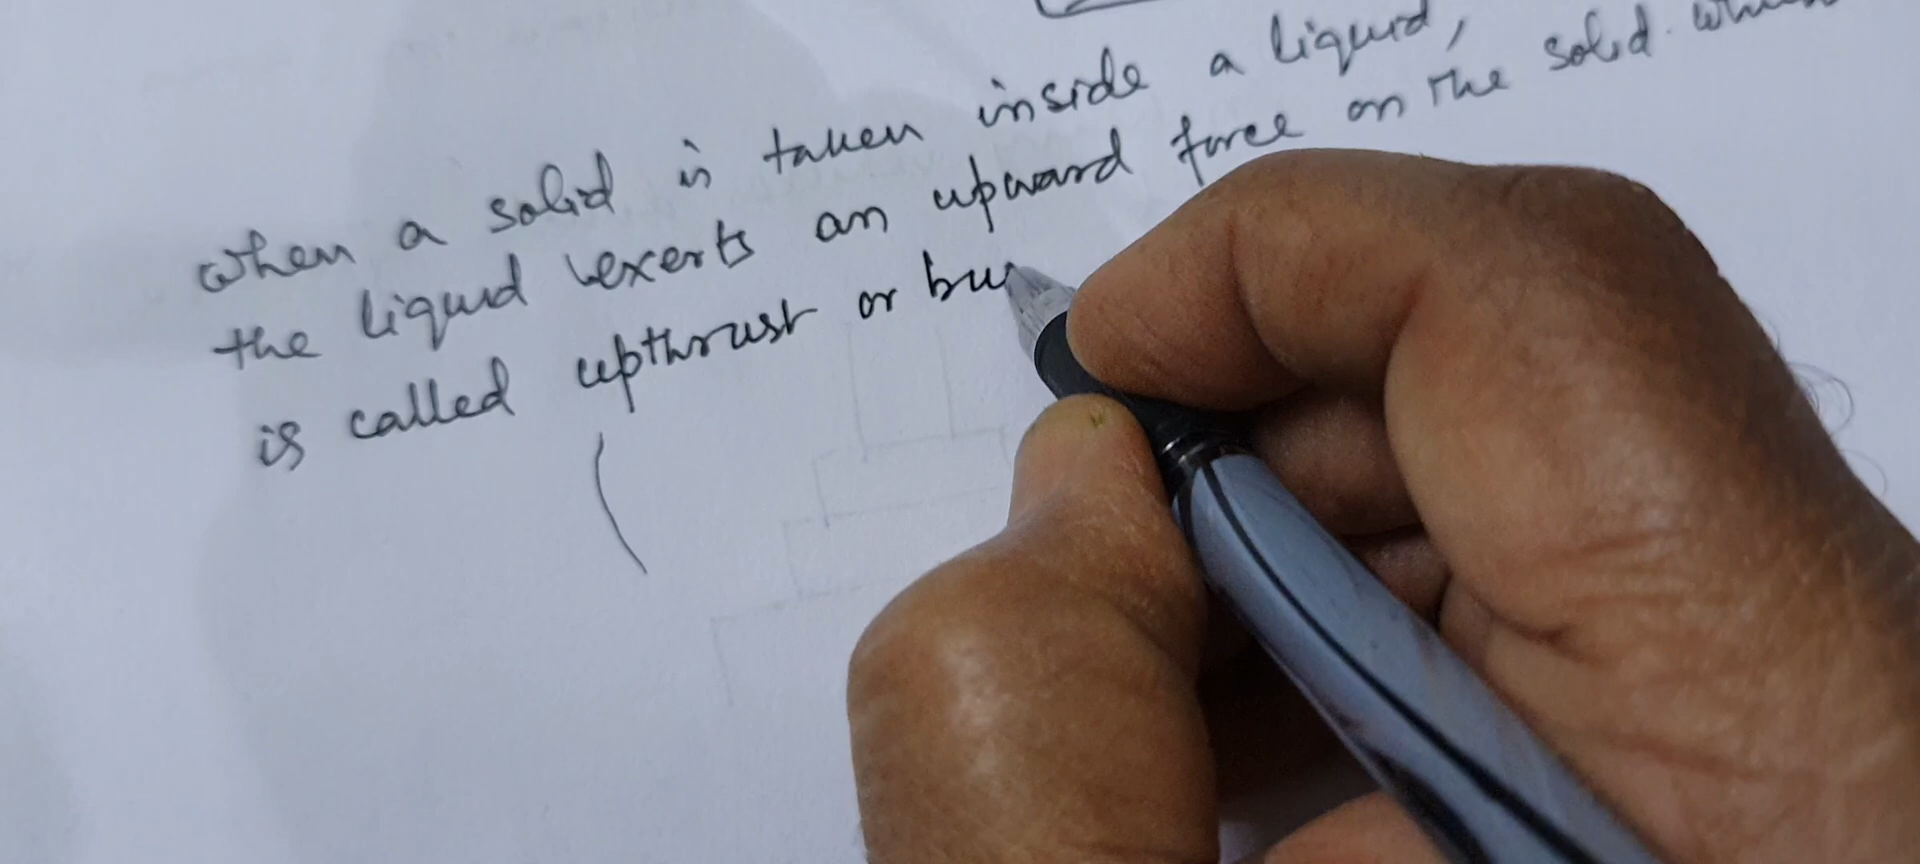 when a solid is taken inside a liquid,
the liquid exerts an upward force on the solid. which
is called upthrust or bu